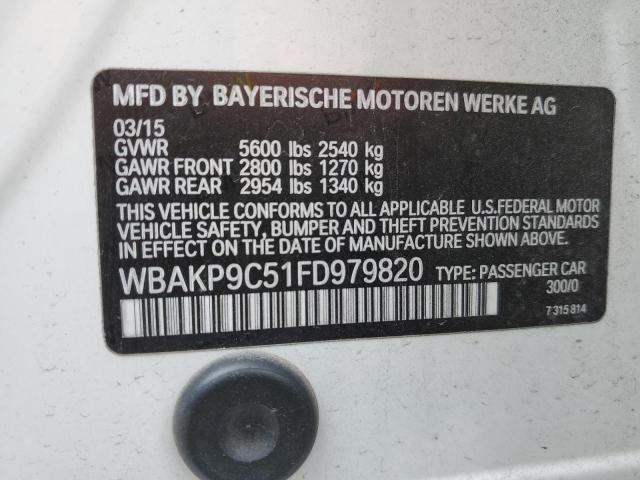 MFD BY BAYERISCHE MOTOREN WERKE AG
03/15
GVWR 5600 lbs 2540 kg
GAWR FRONT 2800 lbs 1270 kg
GAWR REAR 2954 lbs 1340 kg
THIS VEHICLE CONFORMS TO ALL APPLICABLE U.S.FEDERAL MOTOR
VEHICLE SAFETY, BUMPER AND THEFT PREVENTION STANDARDS
IN EFFECT ON THE DATE OF MANUFACTURE SHOWN ABOVE.
WBAKP9C51FD979820 TYPE: PASSENGER CAR
300/0
7 315 814